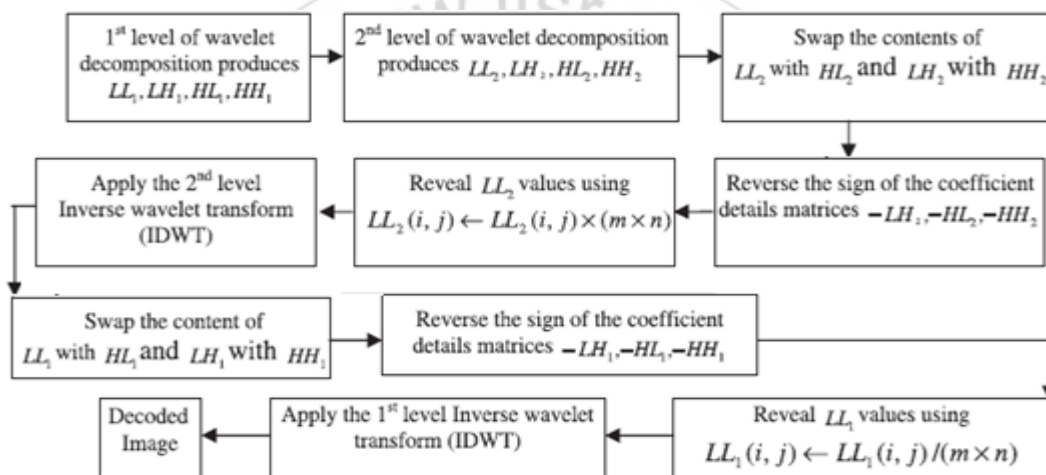 1st level of wavelet
decomposition produces
LL₁, LH₁, HL₁, HH₁
2nd level of wavelet decomposition
produces LL₂, LH₂, HL₂, HH₂
Swap the contents of
LL₂ with HL₂ and LH₂ with HH₂
Reverse the sign of the coefficient
details matrices −LH₂,−HL₂,−HH₂
Reveal LL₂ values using
LL₂(i, j) ← LL₂(i, j)×(m×n)
Apply the 2nd level
Inverse wavelet transform
(IDWT)
Swap the content of
LL₁ with HL₁ and LH₁ with HH₁
Reverse the sign of the coefficient
details matrices −LH₁,−HL₁,−HH₁
Reveal LL₁ values using
LL₁(i, j) ← LL₁(i, j)/(m×n)
Apply the 1st level Inverse wavelet
transform (IDWT)
Decoded
Image